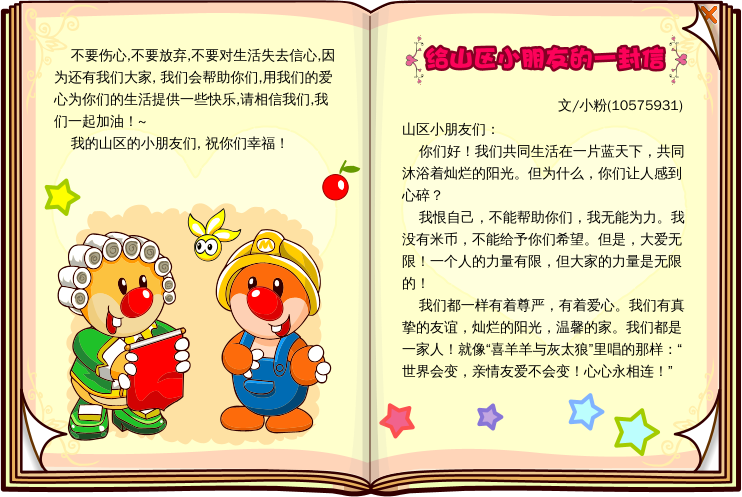 不要伤心,不要放弃,不要对生活失去信心,因
为还有我们大家, 我们会帮助你们,用我们的爱
心为你们的生活提供一些快乐,请相信我们,我
们一起加油！~
我的山区的小朋友们, 祝你们幸福！
给山区小朋友的一封信
文/小粉(10575931)
山区小朋友们：
你们好！我们共同生活在一片蓝天下，共同
沐浴着灿烂的阳光。但为什么，你们让人感到
心碎？
我恨自己，不能帮助你们，我无能为力。我
没有米币，不能给予你们希望。但是，大爱无
限！一个人的力量有限，但大家的力量是无限
的！
我们都一样有着尊严，有着爱心。我们有真
挚的友谊，灿烂的阳光，温馨的家。我们都是
一家人！就像“喜羊羊与灰太狼”里唱的那样：“
世界会变，亲情友爱不会变！心心永相连！”